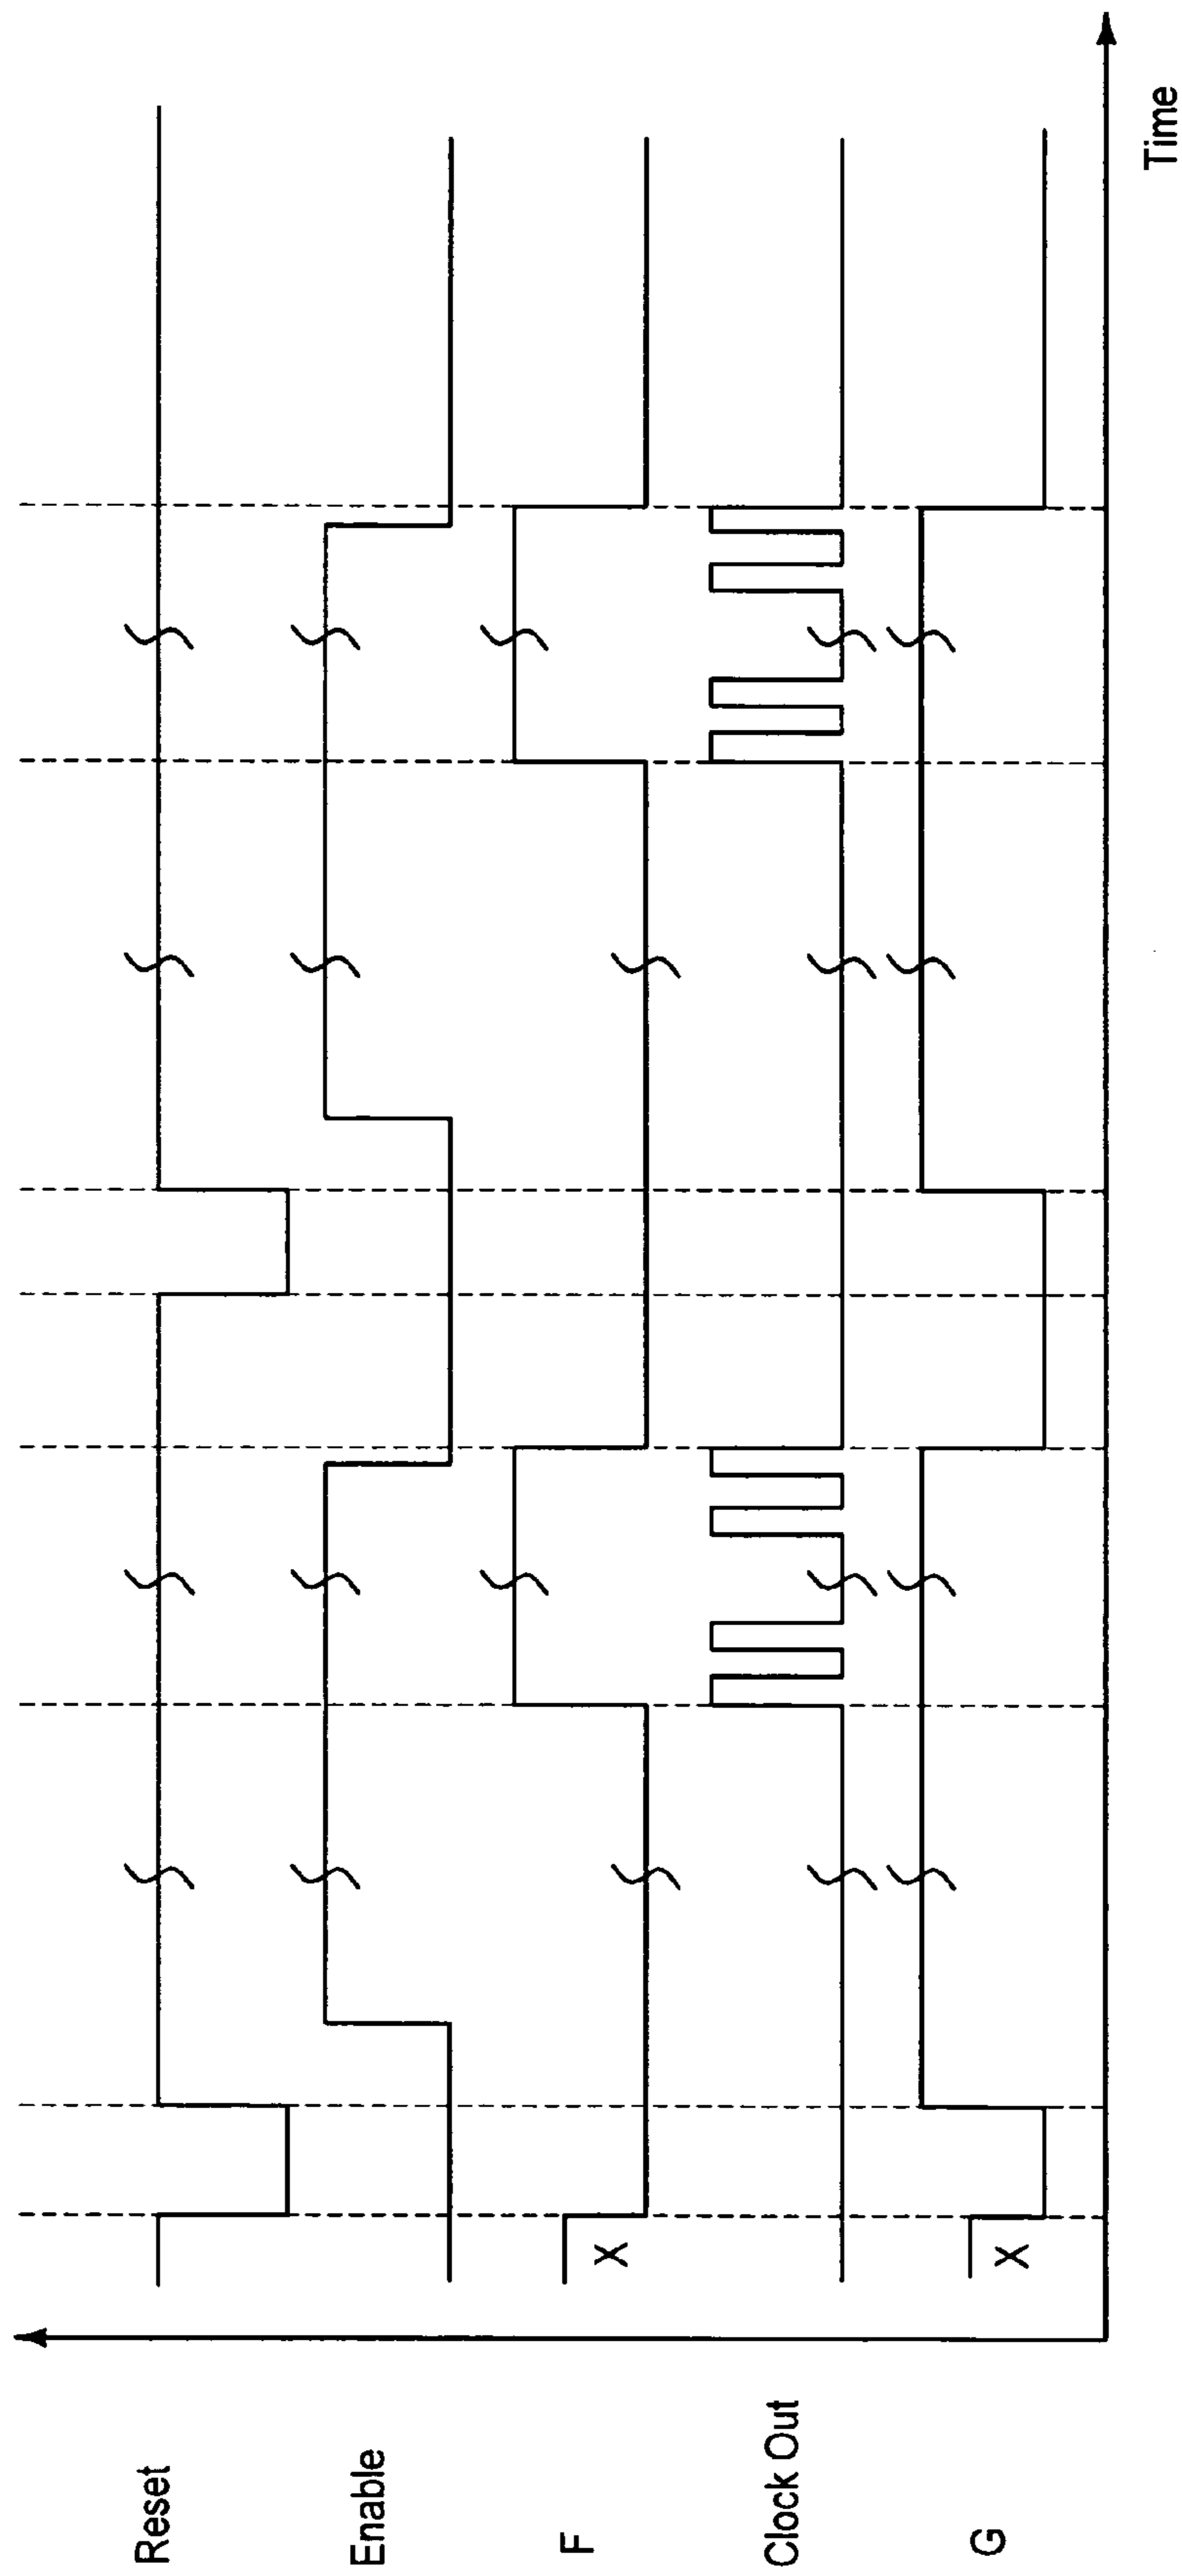 Reset
Enable
F
X
Clock Out
G
X
Time